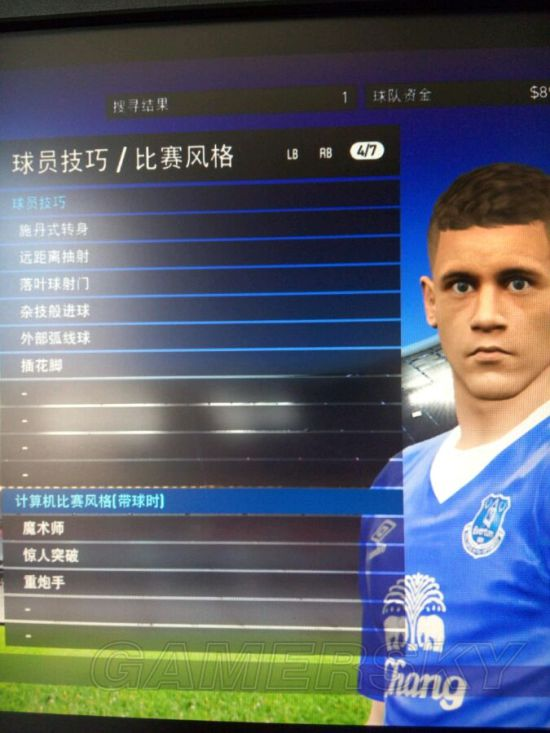 搜寻结果 1 球队资金 $89
球员技巧 / 比赛风格 LB RB 4/7
球员技巧
施丹式转身
远距离抽射
落叶球射门
杂技般进球
外部弧线球
插花脚
-
-
-
-
计算机比赛风格(带球时)
魔术师
惊人突破
重炮手
-
-
Everton
Chang
GAMERSKY